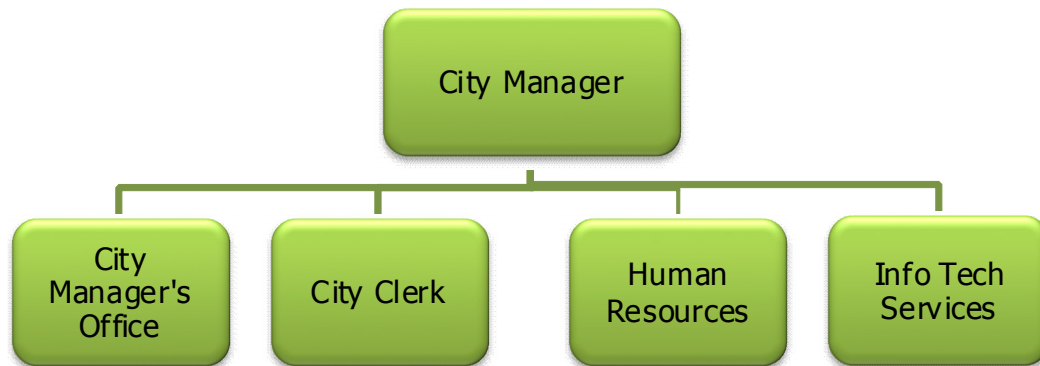 City Manager
City
Manager's
Office
City Clerk
Human
Resources
Info Tech
Services